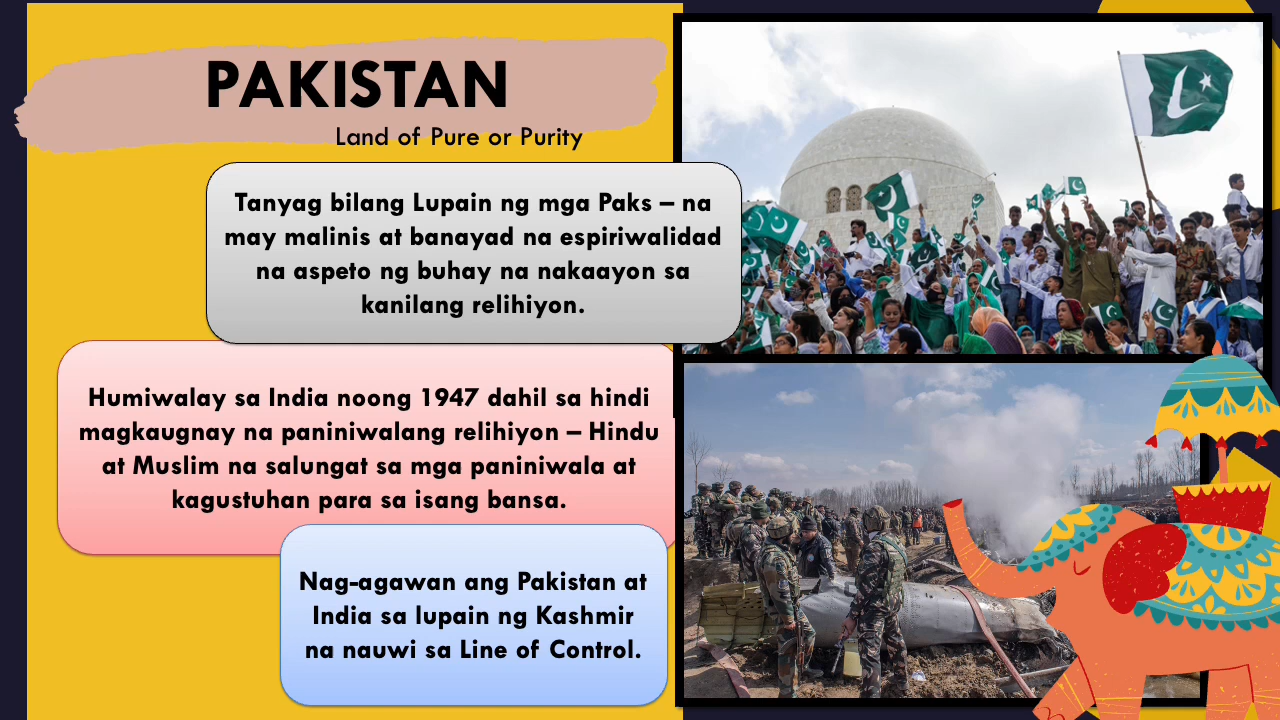 PAKISTAN
Land of Pure or Purity
Tanyag bilang Lupain ng mga Paks – na
may malinis at banayad na espiriwalidad
na aspeto ng buhay na nakaayon sa
kanilang relihiyon.
Humiwalay sa India noong 1947 dahil sa hindi
magkaugnay na paniniwalang relihiyon – Hindu
at Muslim na salungat sa mga paniniwala at
kagustuhan para sa isang bansa.
Nag-agawan ang Pakistan at
India sa lupain ng Kashmir
na nauwi sa Line of Control.